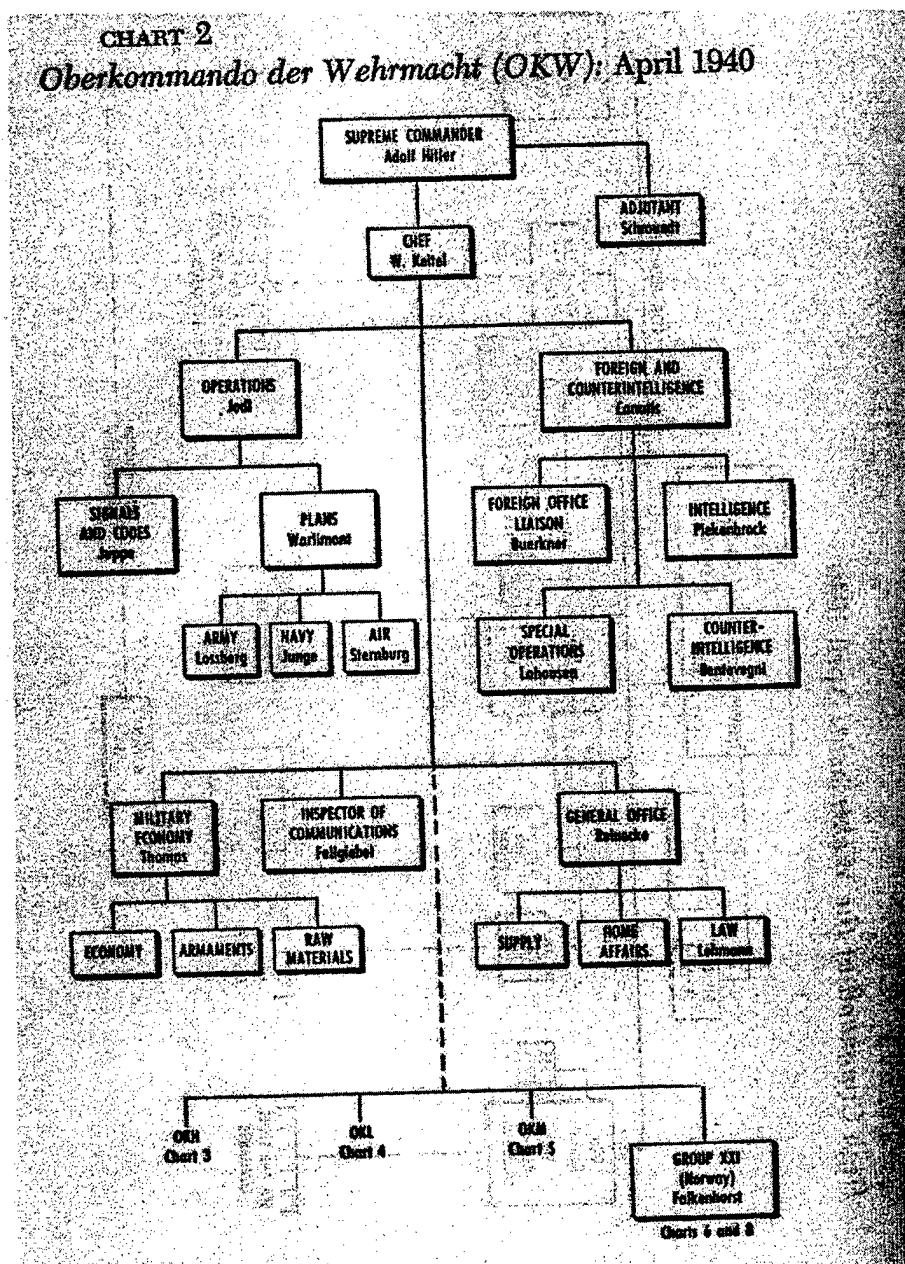 CHART 2
Oberkommando der Wehrmacht (OKW): April 1940
SUPREME COMMANDER
Adolf Hitler
ADJUTANT
Schmundt
CHEF
W. Keitel
OPERATIONS
Jodl
FOREIGN AND
COUNTERINTELLIGENCE
Canaris
SIGNALS
AND CODES
Juppe
PLANS
Warlimont
FOREIGN OFFICE
LIAISON
Buerkner
INTELLIGENCE
Piekenbrock
ARMY
Lossberg
NAVY
Junge
AIR
Sternburg
SPECIAL
OPERATIONS
Lahousen
COUNTER-
INTELLIGENCE
Bentevegni
MILITARY
ECONOMY
Thomas
INSPECTOR OF
COMMUNICATIONS
Fellgiebel
GENERAL OFFICE
Reinecke
ECONOMY
ARMAMENTS
RAW
MATERIALS
SUPPLY
HOME
AFFAIRS
LAW
Lehmann
OKH
Chart 3
OKL
Chart 4
OKM
Chart 5
GROUP XXI
(Norway)
Falkenhorst
Charts 6 and 8